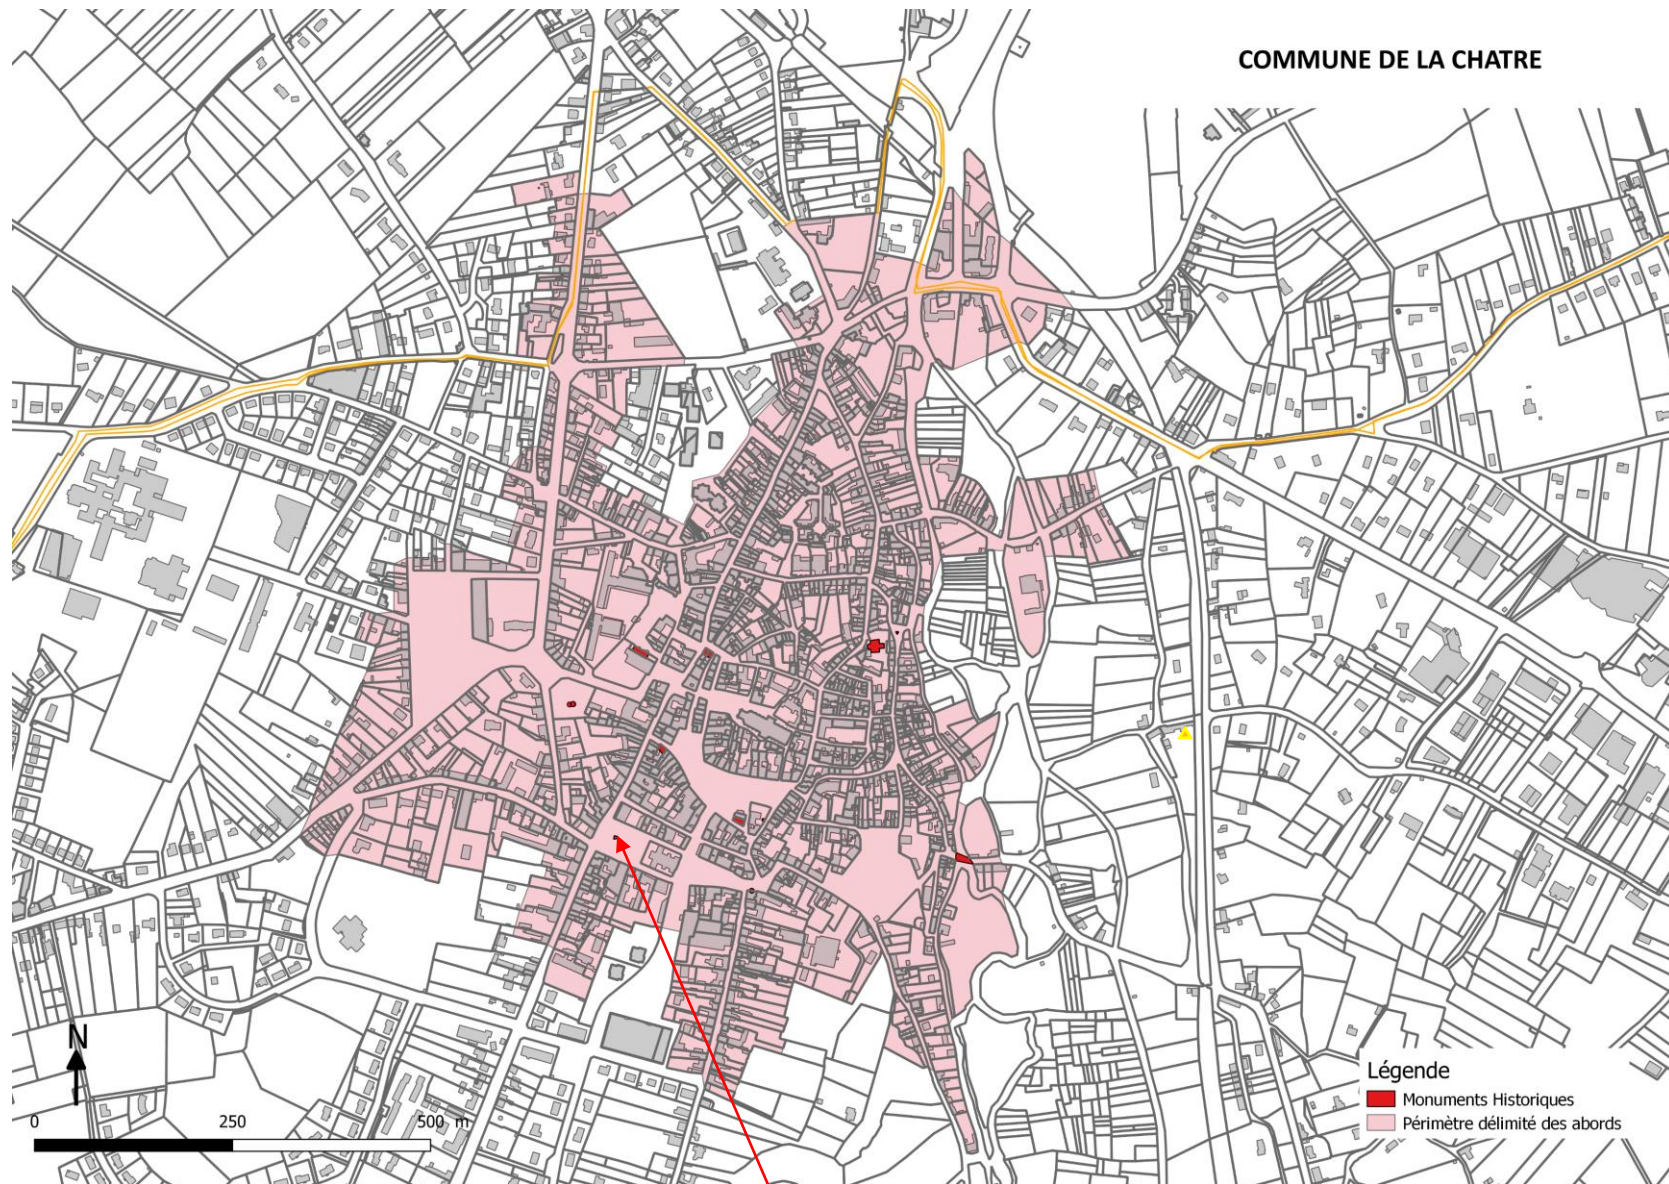 COMMUNE DE LA CHATRE
N
0 250 500 m
Légende
Monuments Historiques
Périmètre délimité des abords